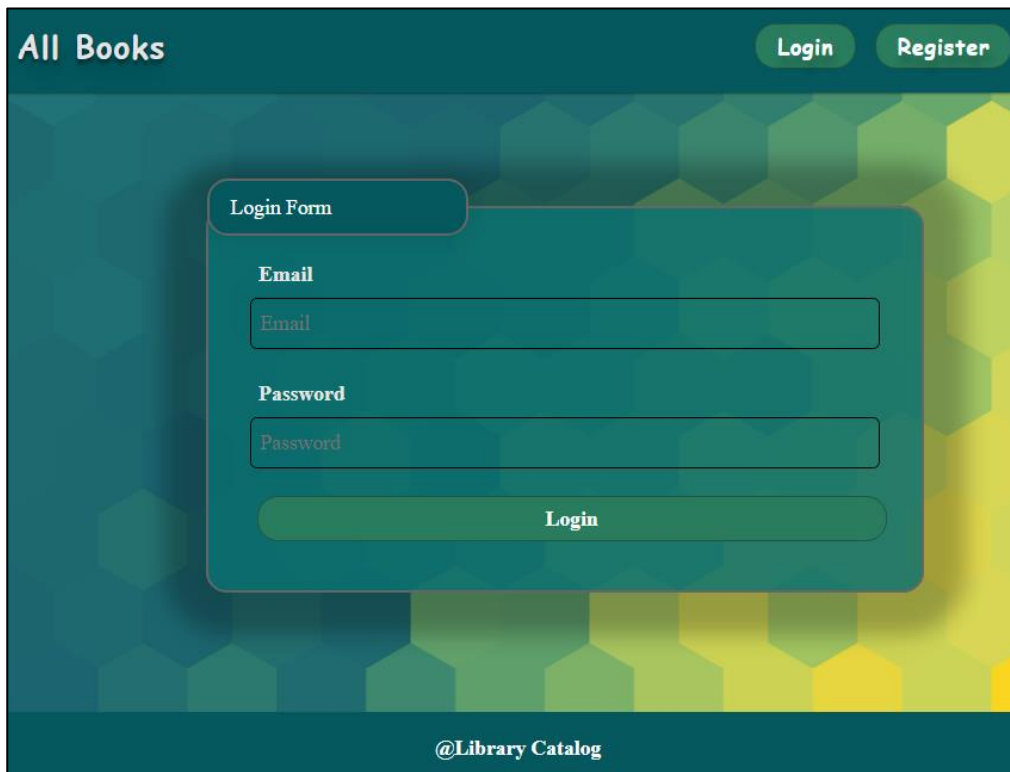 All Books
Login Register
Login Form
Email
Email
Password
Password
Login
@Library Catalog